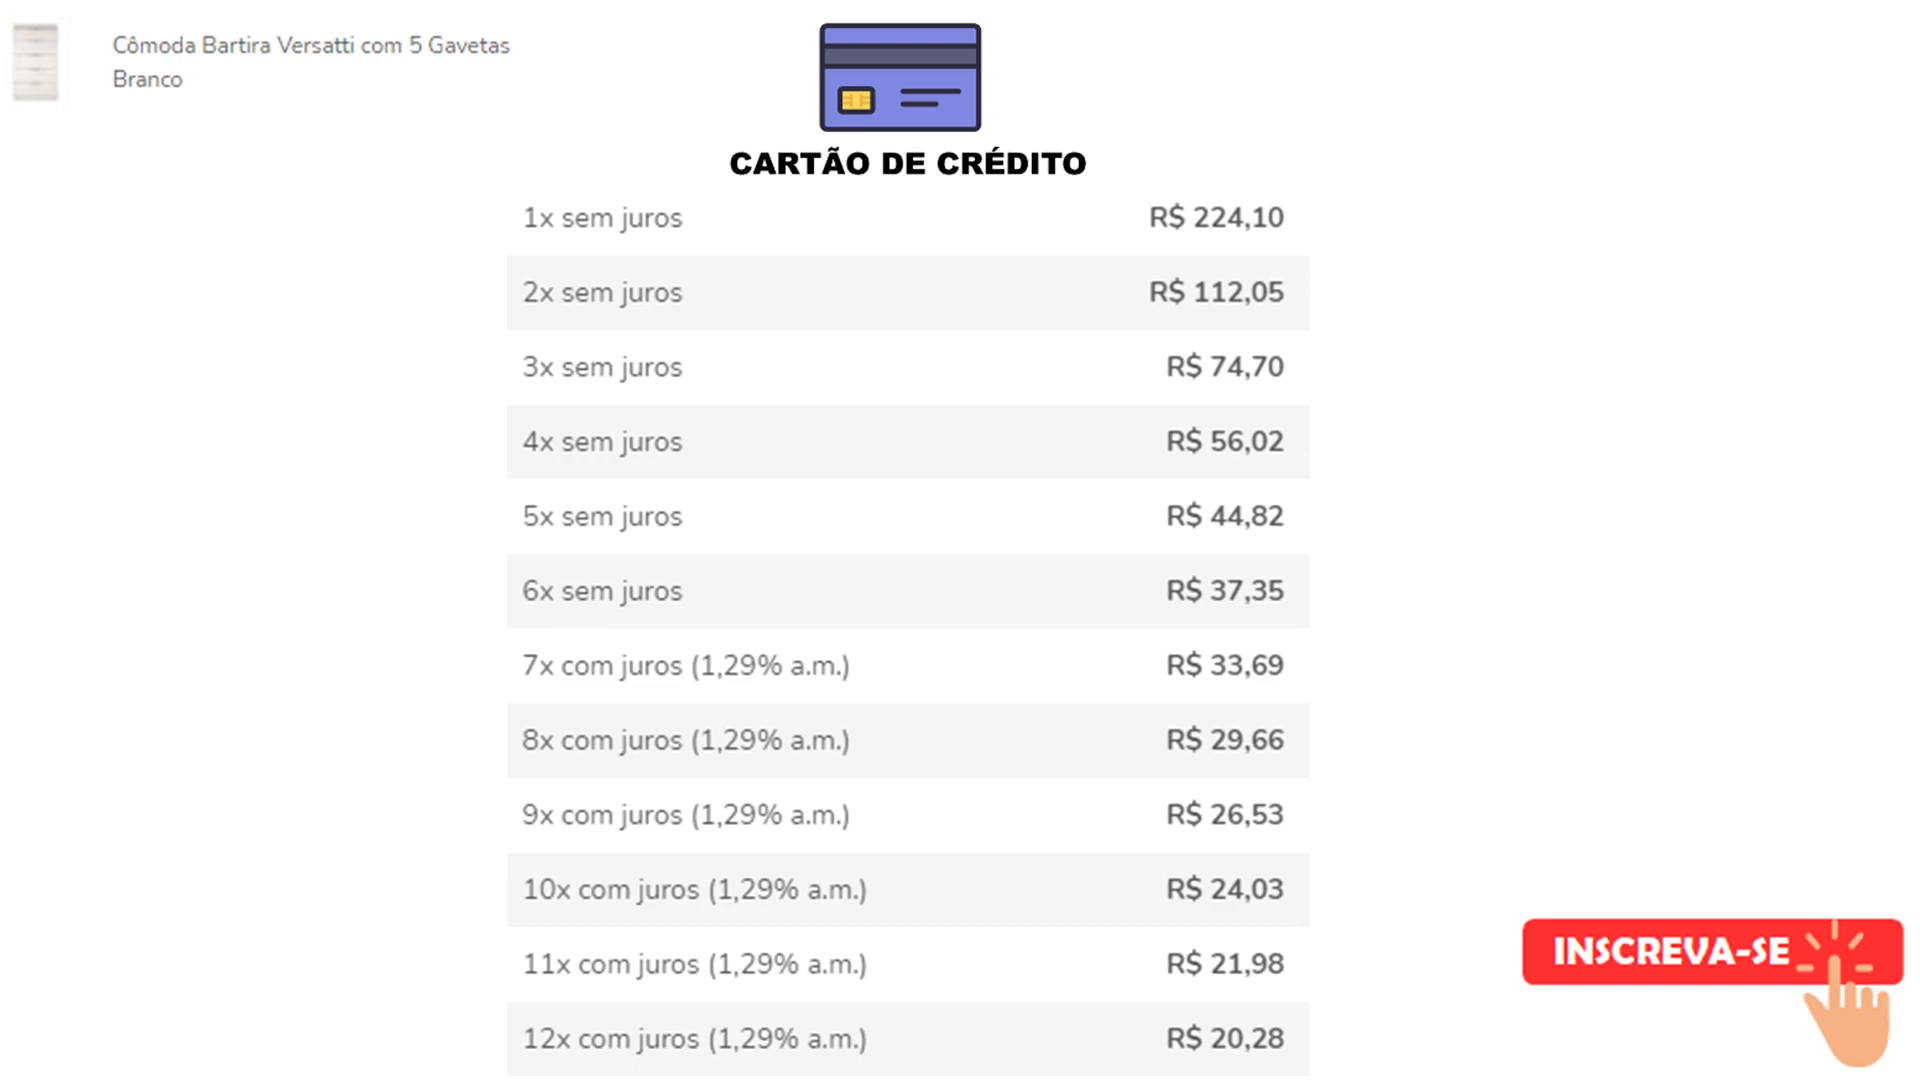 Cômoda Bartira Versatti com 5 Gavetas
Branco
CARTÃO DE CRÉDITO
1x sem juros R$ 224,10
2x sem juros R$ 112,05
3x sem juros R$ 74,70
4x sem juros R$ 56,02
5x sem juros R$ 44,82
6x sem juros R$ 37,35
7x com juros (1,29% a.m.) R$ 33,69
8x com juros (1,29% a.m.) R$ 29,66
9x com juros (1,29% a.m.) R$ 26,53
10x com juros (1,29% a.m.) R$ 24,03
11x com juros (1,29% a.m.) R$ 21,98
12x com juros (1,29% a.m.) R$ 20,28
INSCREVA-SE